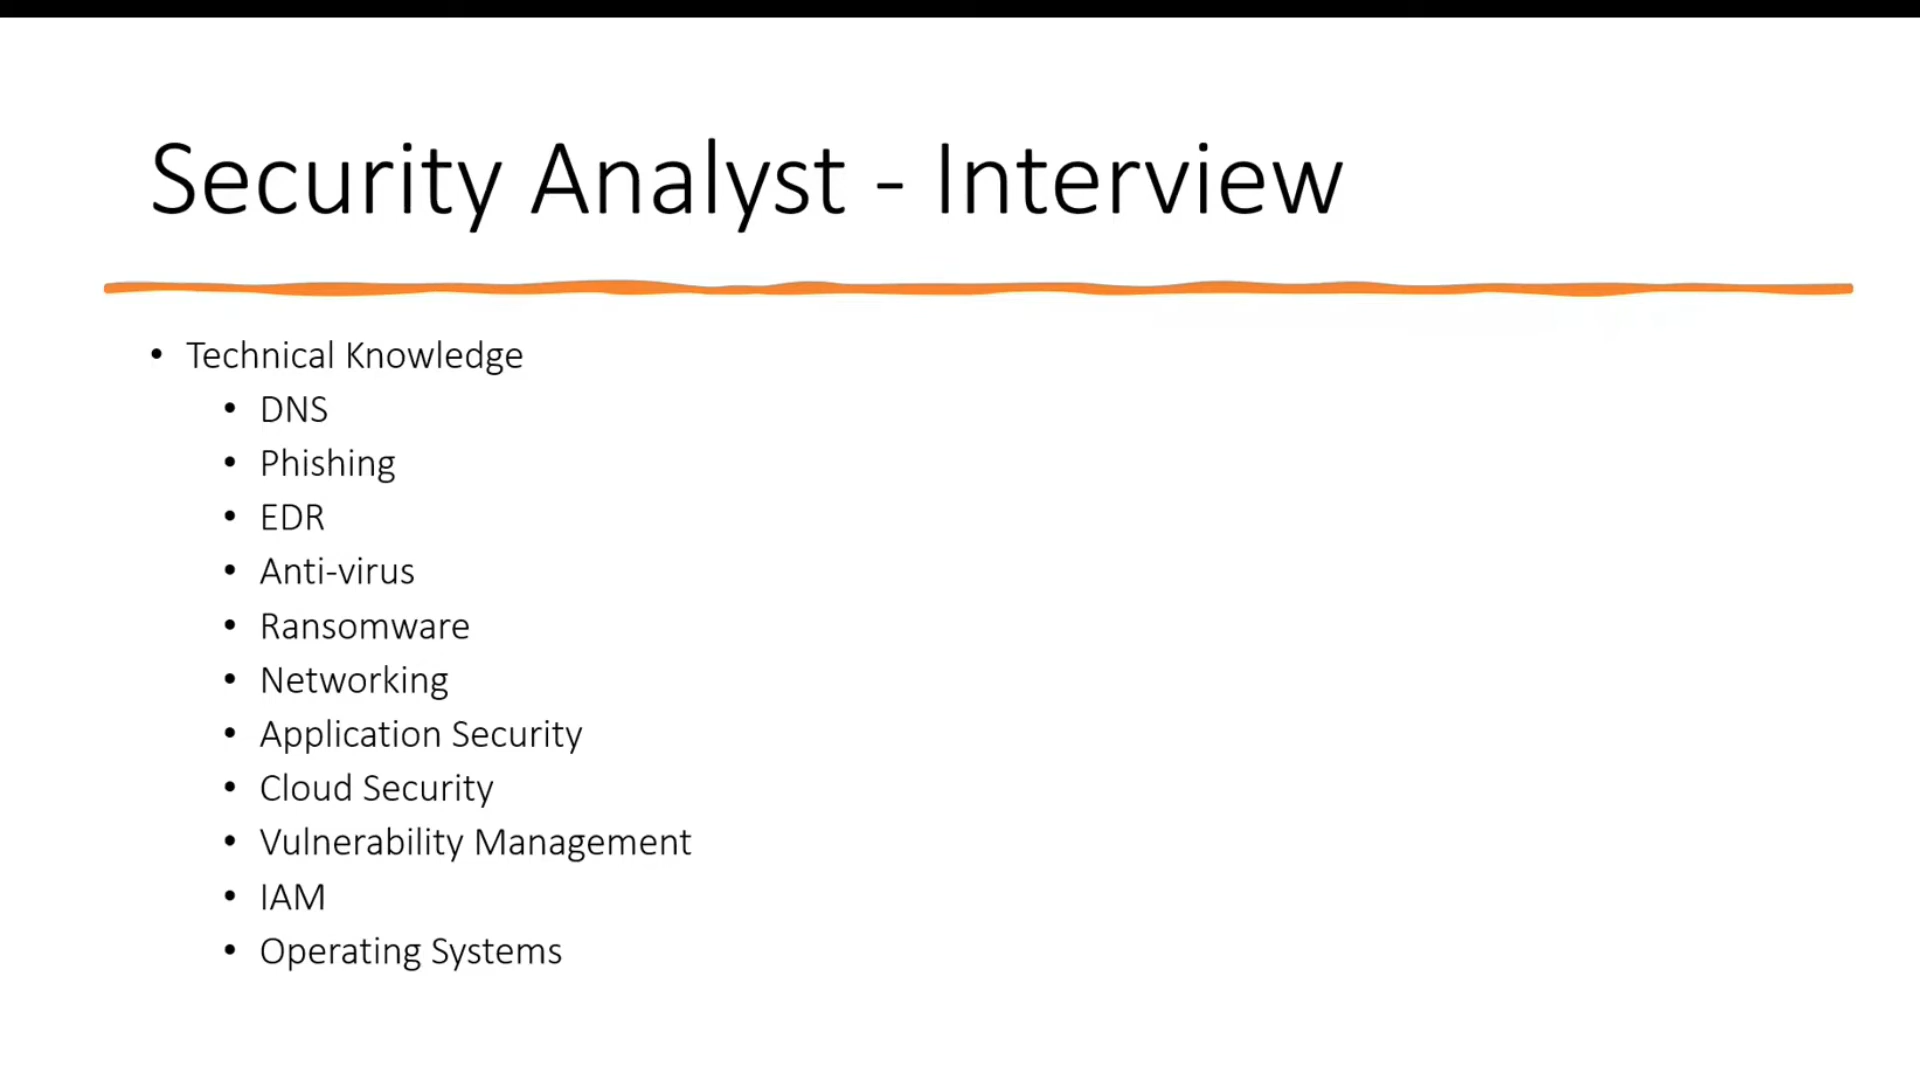 Security Analyst - Interview
• Technical Knowledge
• DNS
• Phishing
• EDR
• Anti-virus
• Ransomware
• Networking
• Application Security
• Cloud Security
• Vulnerability Management
• IAM
• Operating Systems